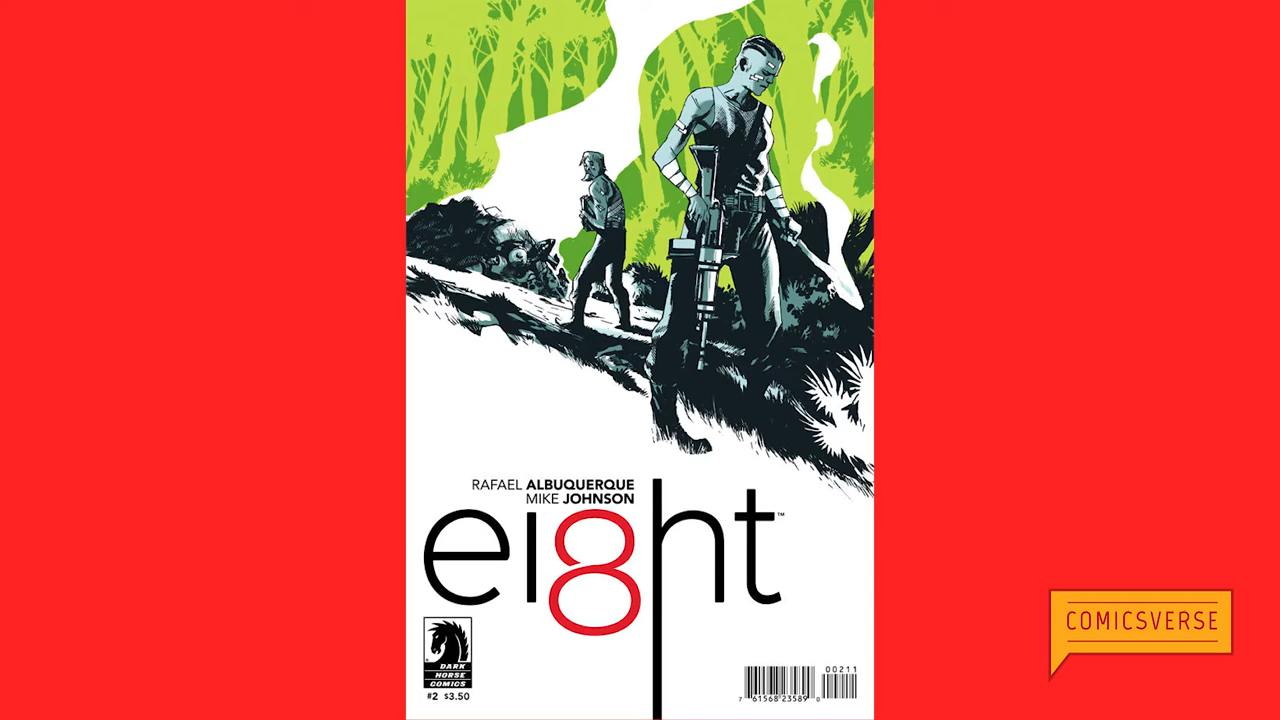 RAFAEL ALBUQUERQUE
MIKE JOHNSON
ei8ht™
DARK
HORSE
COMICS
#2 $3.50
00211
7 61568 23589 0
COMICSVERSE